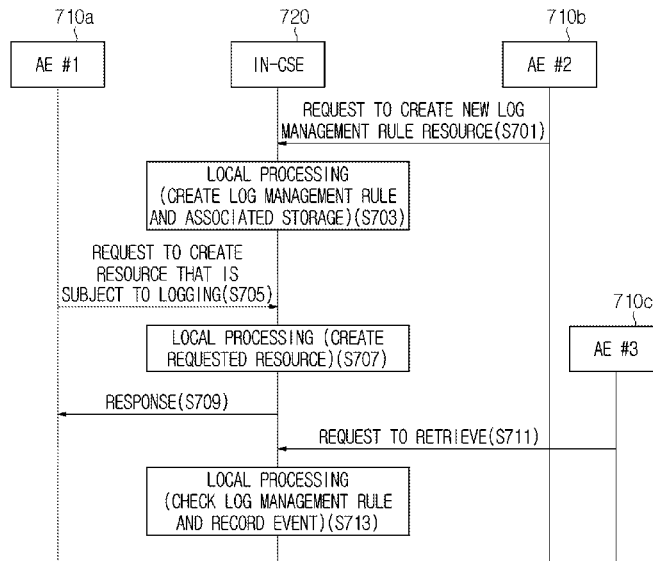 710a
720
710b
AE #1
IN-CSE
AE #2
REQUEST TO CREATE NEW LOG
MANAGEMENT RULE RESOURCE(S701)
LOCAL PROCESSING
(CREATE LOG MANAGEMENT RULE
AND ASSOCIATED STORAGE)(S703)
REQUEST TO CREATE
RESOURCE THAT IS
SUBJECT TO LOGGING(S705)
710c
LOCAL PROCESSING (CREATE
REQUESTED RESOURCE)(S707)
AE #3
RESPONSE(S709)
REQUEST TO RETRIEVE(S711)
LOCAL PROCESSING
(CHECK LOG MANAGEMENT RULE
AND RECORD EVENT)(S713)